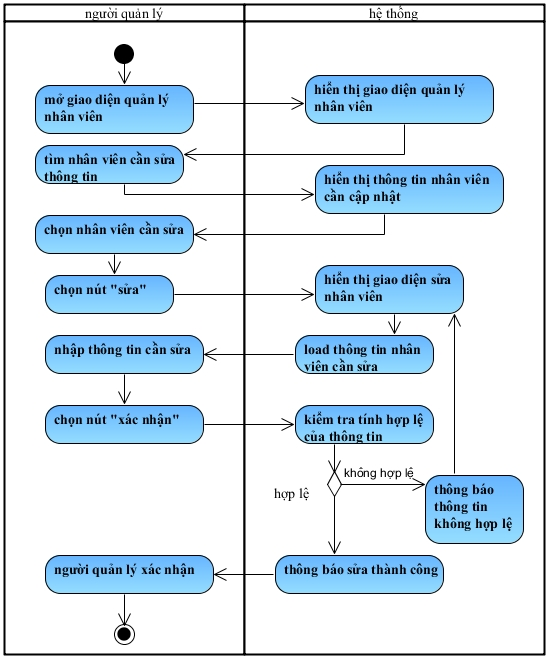 người quản lý
hệ thống
mở giao diện quản lý
nhân viên
hiển thị giao diện quản lý
nhân viên
tìm nhân viên cần sửa
thông tin
hiển thị thông tin nhân viên
cần cập nhật
chọn nhân viên cần sửa
chọn nút "sửa"
hiển thị giao diện sửa
nhân viên
nhập thông tin cần sửa
load thông tin nhân
viên cần sửa
chọn nút "xác nhận"
kiểm tra tính hợp lệ
của thông tin
không hợp lệ
hợp lệ
thông báo
thông tin
không hợp lệ
người quản lý xác nhận
thông báo sửa thành công